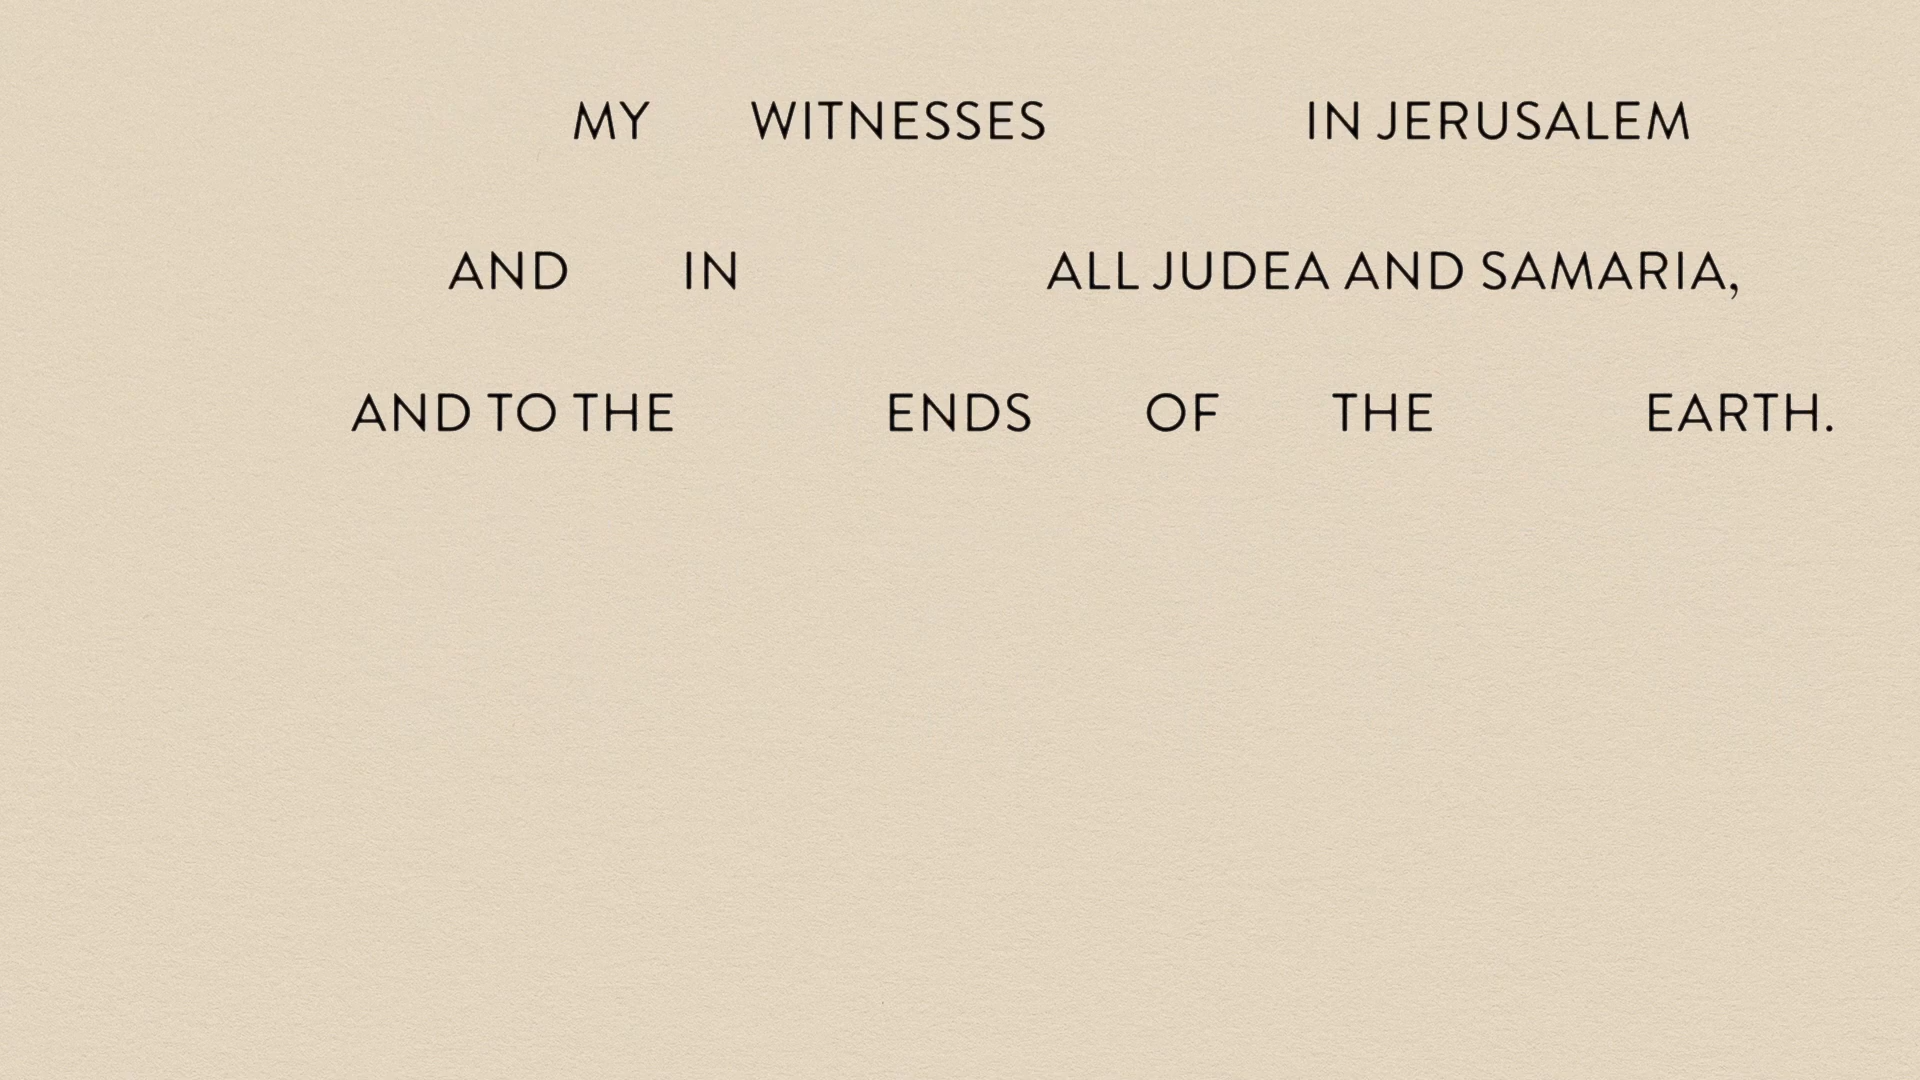 MY WITNESSES IN JERUSALEM
AND IN ALL JUDEA AND SAMARIA,
AND TO THE ENDS OF THE EARTH.